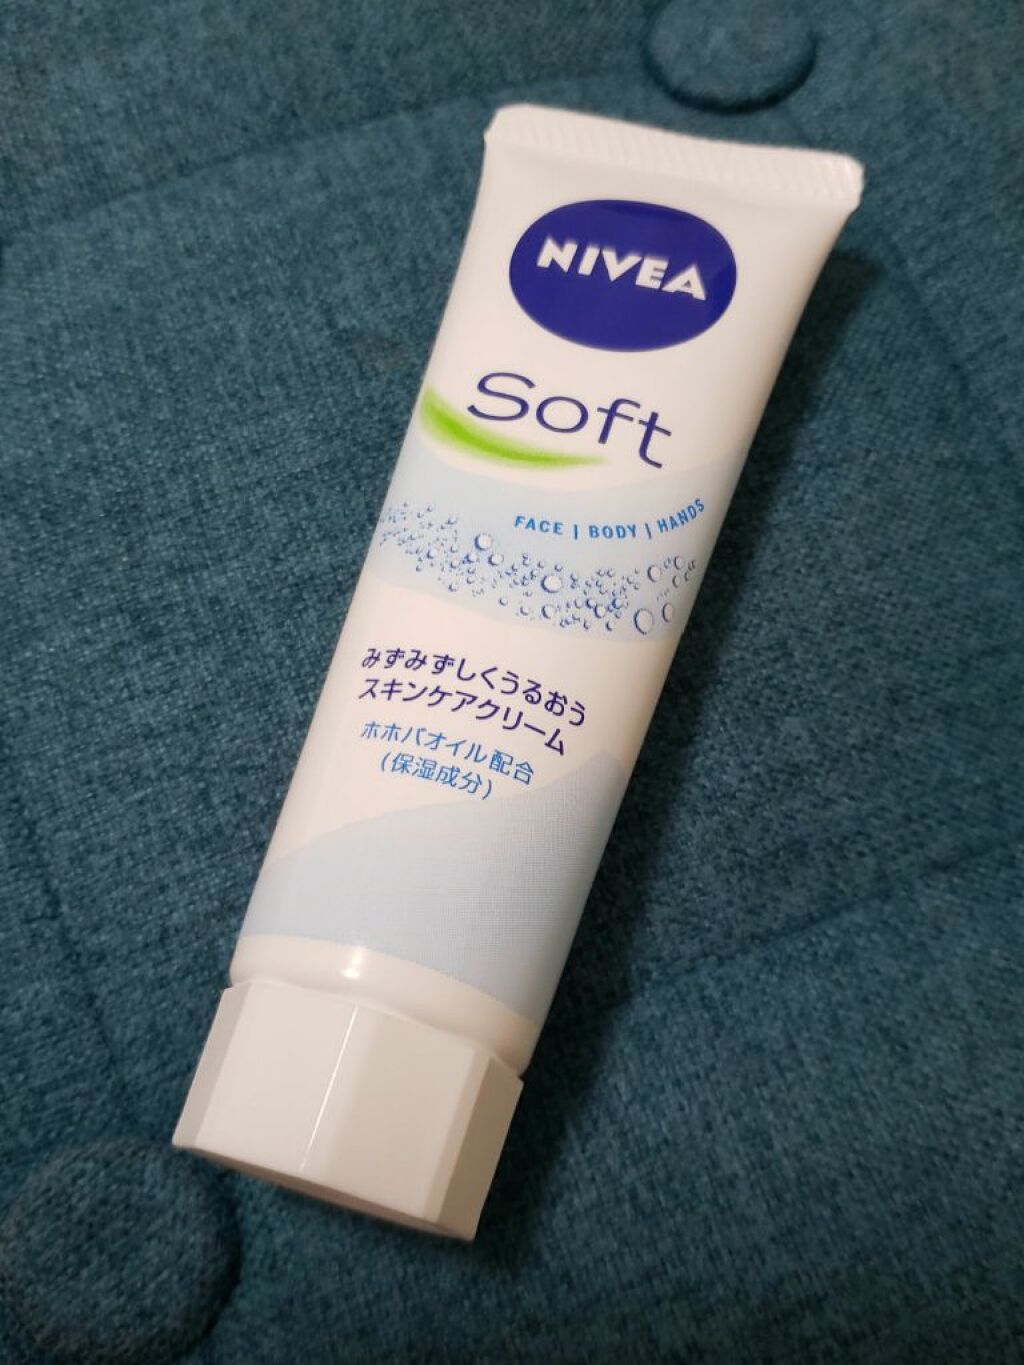 NIVEA
Soft
FACE | BODY | HANDS
みずみずしくうるおう
スキンケアクリーム
ホホバオイル配合
(保湿成分)